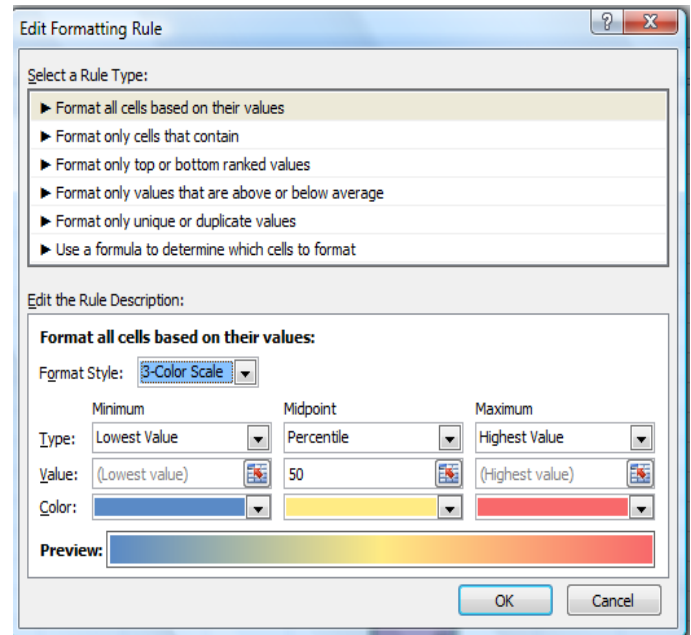 Edit Formatting Rule
?
X
Select a Rule Type:
► Format all cells based on their values
► Format only cells that contain
► Format only top or bottom ranked values
► Format only values that are above or below average
► Format only unique or duplicate values
► Use a formula to determine which cells to format
Edit the Rule Description:
Format all cells based on their values:
Format Style: 3-Color Scale
Minimum Midpoint Maximum
Type: Lowest Value Percentile Highest Value
Value: (Lowest value) 50 (Highest value)
Color:
Preview:
OK Cancel